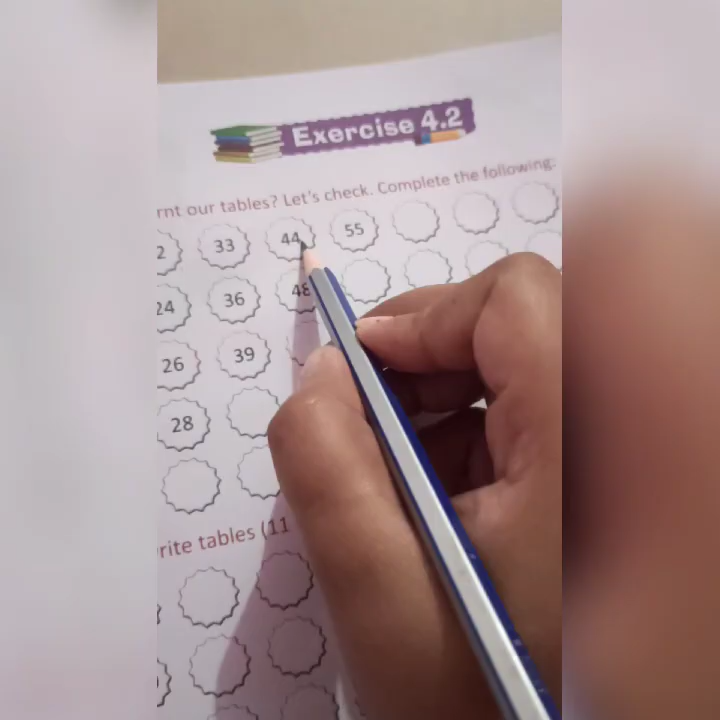 Exercise 4.2
rnt our tables? Let's check. Complete the following:
2 33 44 55
24 36 48
26 39
28
rite tables (11